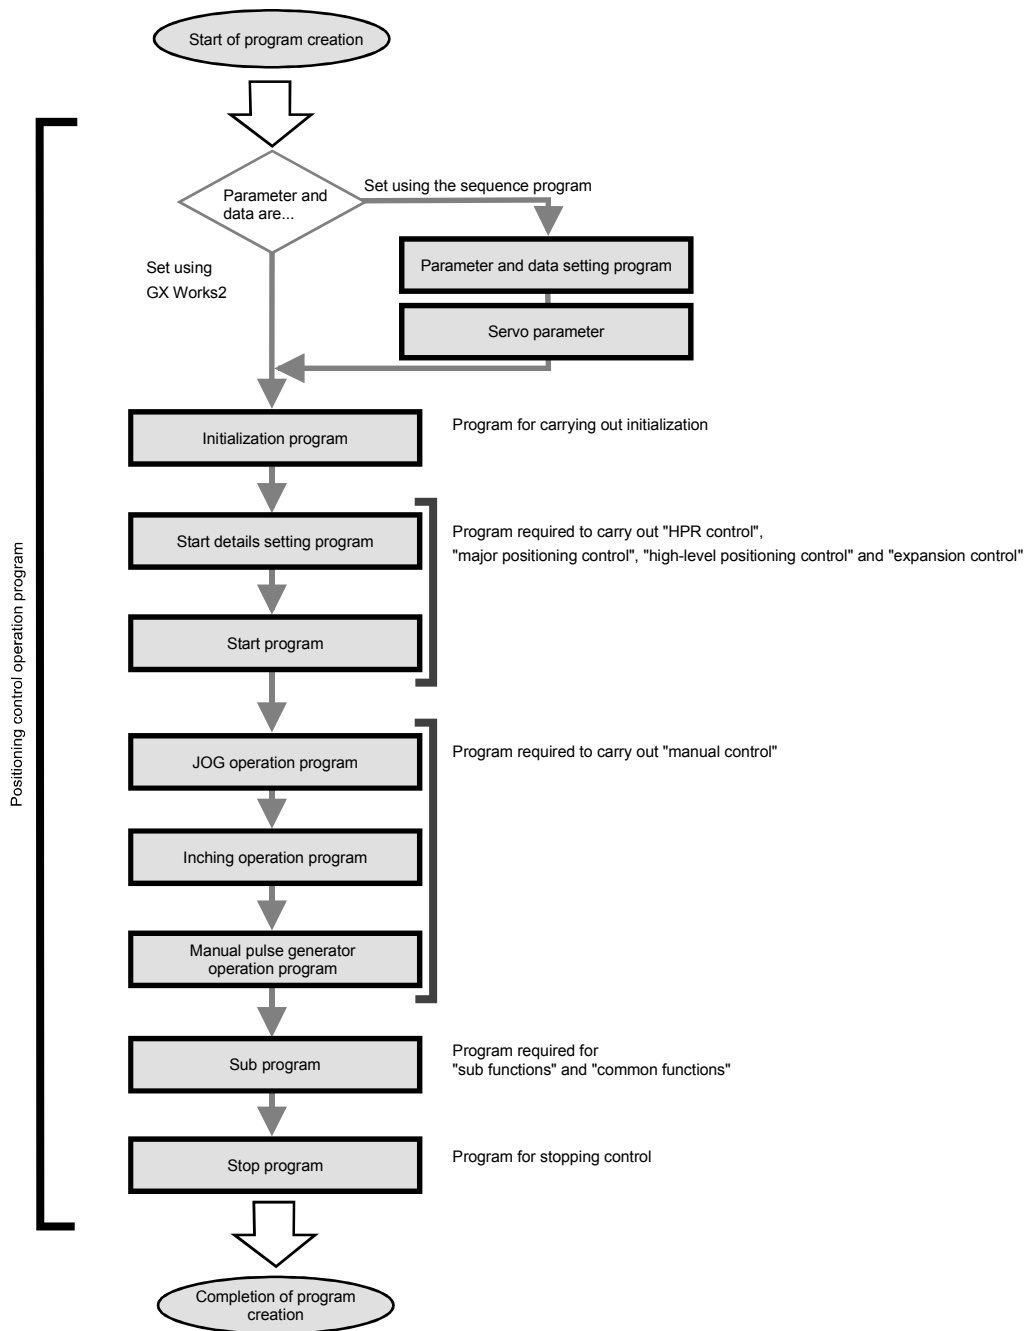 Start of program creation
Parameter and
data are...
Set using the sequence program
Set using
GX Works2
Parameter and data setting program
Servo parameter
Initialization program
Program for carrying out initialization
Start details setting program
Program required to carry out "HPR control",
"major positioning control", "high-level positioning control" and "expansion control"
Start program
Positioning control operation program
JOG operation program
Program required to carry out "manual control"
Inching operation program
Manual pulse generator
operation program
Sub program
Program required for
"sub functions" and "common functions"
Stop program
Program for stopping control
Completion of program
creation